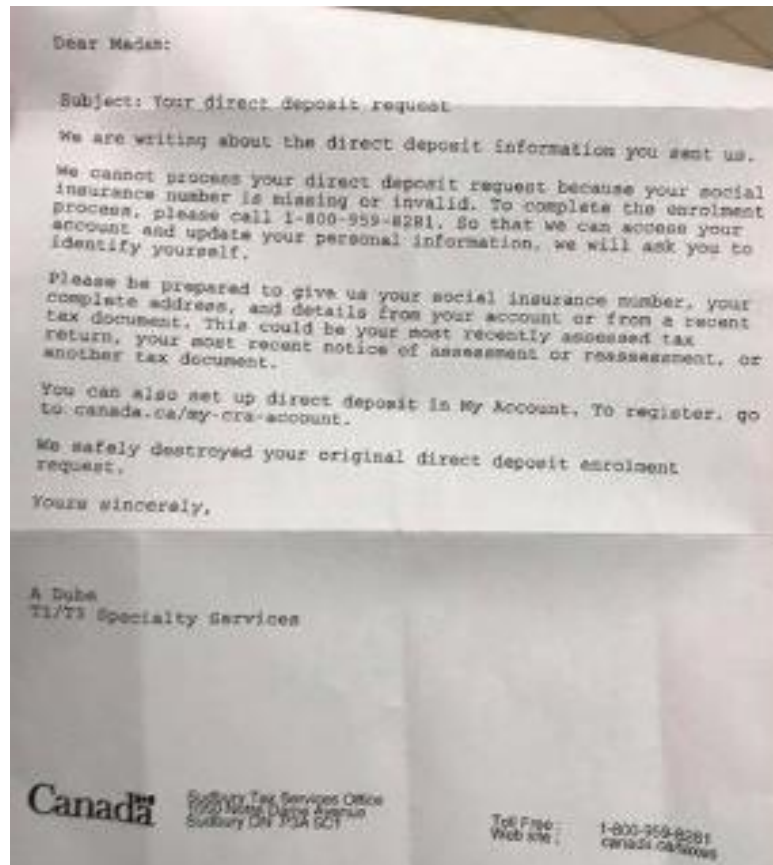 Dear Madam:
Subject: Your direct deposit request
We are writing about the direct deposit information you sent us.
We cannot process your direct deposit request because your social
insurance number is missing or invalid. To complete the enrolment
process, please call 1-800-959-8281. So that we can access your
account and update your personal information, we will ask you to
identify yourself.
Please be prepared to give us your social insurance number, your
complete address, and details from your account or from a recent
tax document. This could be your most recently assessed tax
return, your most recent notice of assessment or reassessment, or
another tax document.
You can also set up direct deposit in My Account. To register, go
to canada.ca/my-cra-account.
We safely destroyed your original direct deposit enrolment
request.
Yours sincerely,
A Dube
T1/T3 Specialty Services
Canada
Sudbury Tax Services Office
Notre Dame Avenue
Sudbury ON
Toll Free : 1-800-959-8281
Web site : canada.ca/taxes